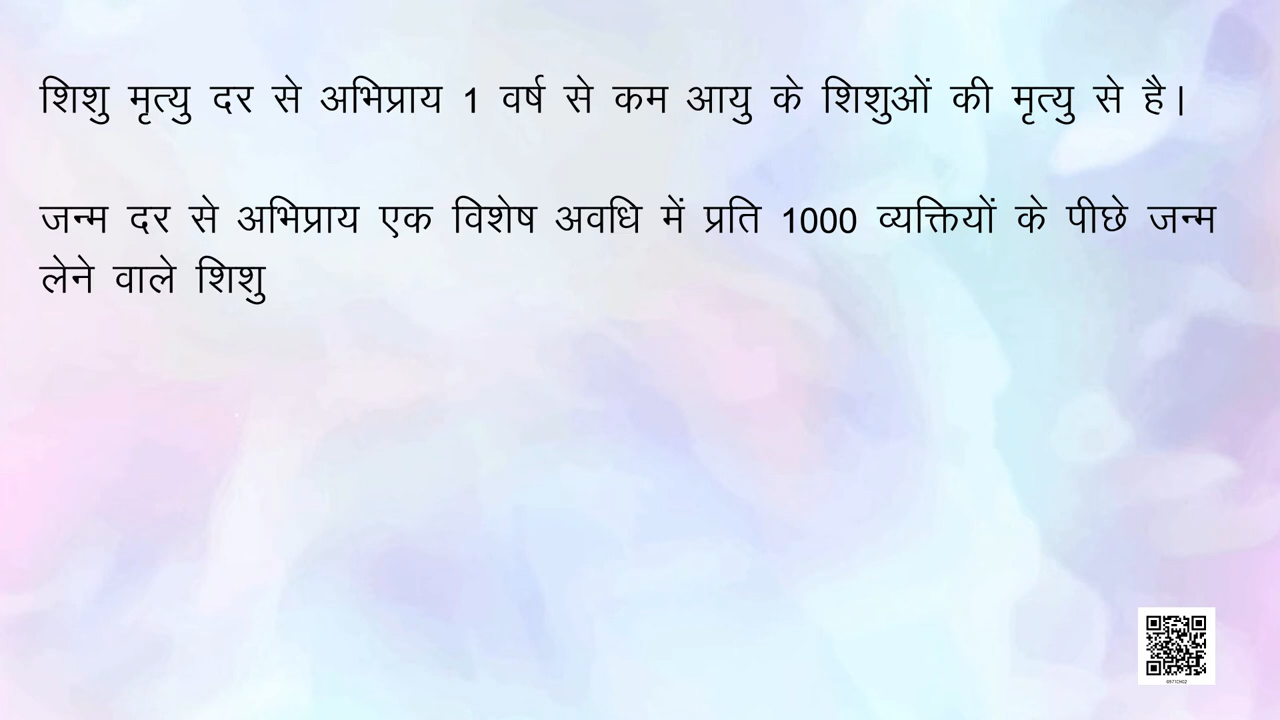 शिशु मृत्यु दर से अभिप्राय 1 वर्ष से कम आयु के शिशुओं की मृत्यु से है।
जन्म दर से अभिप्राय एक विशेष अवधि में प्रति 1000 व्यक्तियों के पीछे जन्म
लेने वाले शिशु